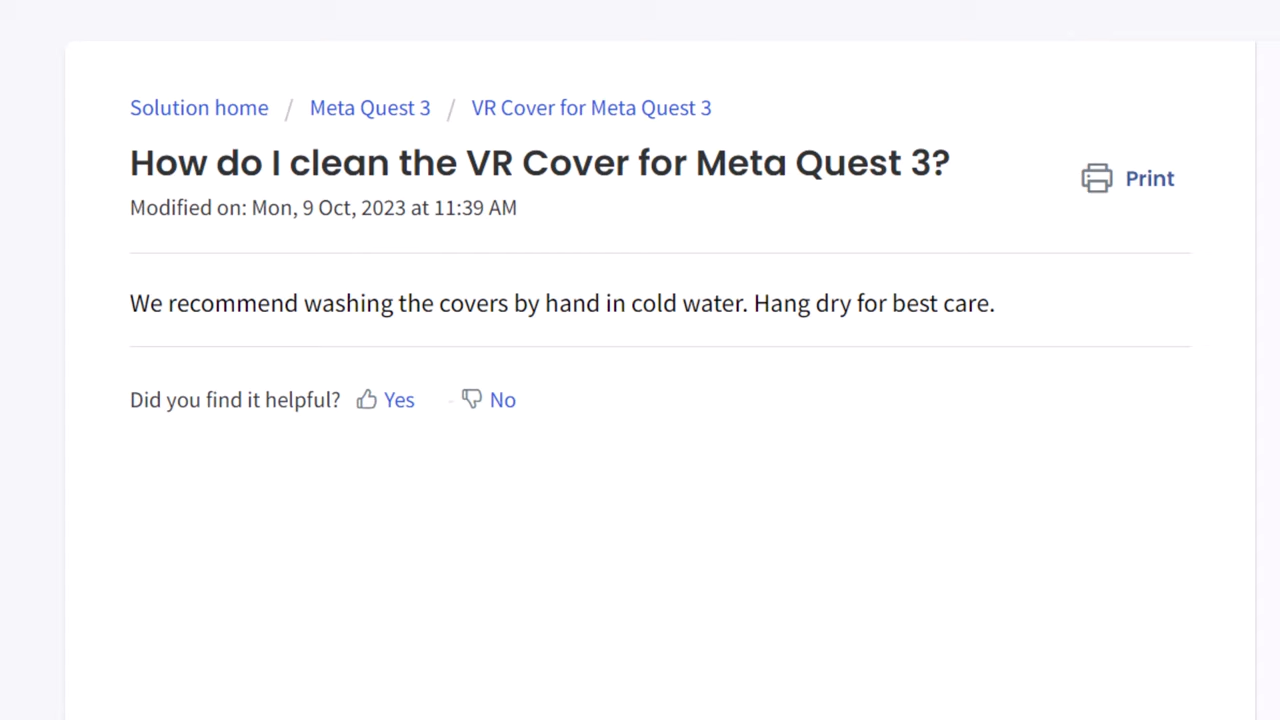 Solution home / Meta Quest 3 / VR Cover for Meta Quest 3
How do I clean the VR Cover for Meta Quest 3?
Print
Modified on: Mon, 9 Oct, 2023 at 11:39 AM
We recommend washing the covers by hand in cold water. Hang dry for best care.
Did you find it helpful? Yes No